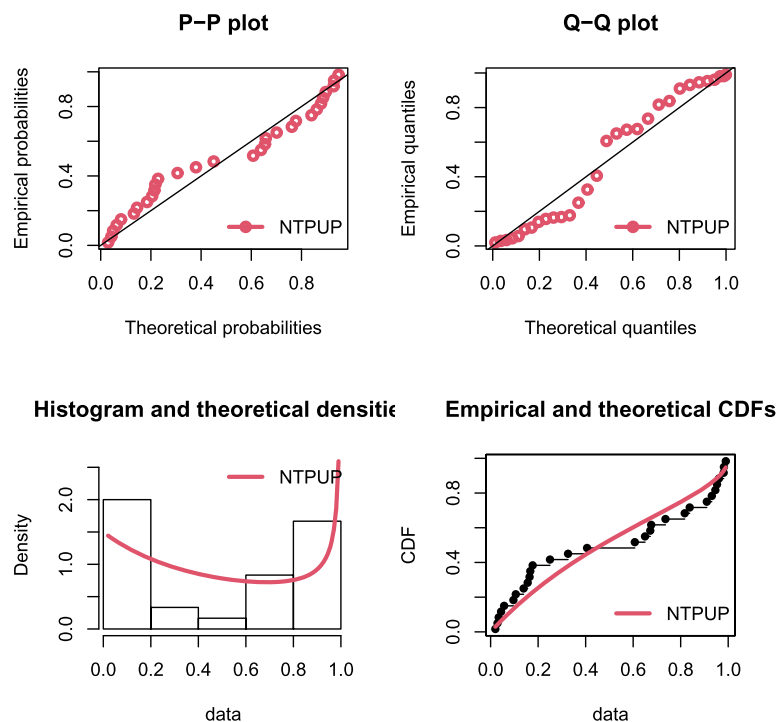 P−P plot
Empirical probabilities
0.0 0.4 0.8
NTPUP
0.0 0.2 0.4 0.6 0.8
Theoretical probabilities
Q−Q plot
Empirical quantiles
0.0 0.4 0.8
NTPUP
0.0 0.2 0.4 0.6 0.8 1.0
Theoretical quantiles
Histogram and theoretical densitie
Density
0.0 1.0 2.0
NTPUP
0.0 0.2 0.4 0.6 0.8 1.0
data
Empirical and theoretical CDFs
CDF
0.0 0.4 0.8
NTPUP
0.0 0.2 0.4 0.6 0.8 1.0
data